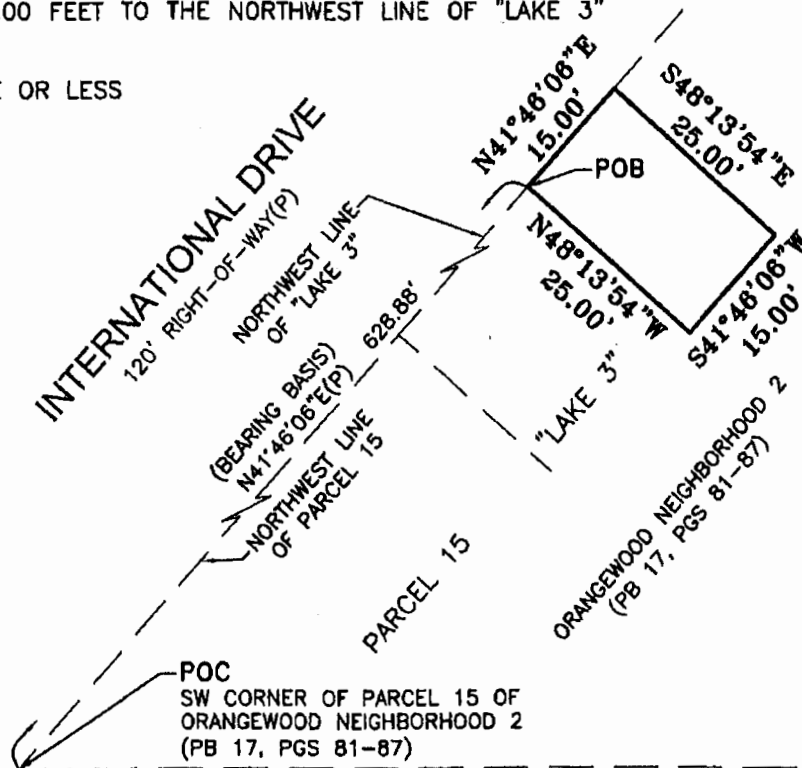 00 FEET TO THE NORTHWEST LINE OF "LAKE 3"
E OR LESS
N41°46'06"E
15.00'
S48°13'54"E
25.00'
POB
INTERNATIONAL DRIVE
120' RIGHT-OF-WAY(P)
NORTHWEST LINE
OF "LAKE 3"
N48°13'54"W
25.00'
S41°46'06"W
15.00'
628.88'
(BEARING BASIS)
N41°46'06"E(P)
"LAKE 3"
NORTHWEST LINE
OF PARCEL 15
PARCEL 15
ORANGEWOOD NEIGHBORHOOD 2
(PB 17, PGS 81-87)
POC
SW CORNER OF PARCEL 15 OF
ORANGEWOOD NEIGHBORHOOD 2
(PB 17, PGS 81-87)